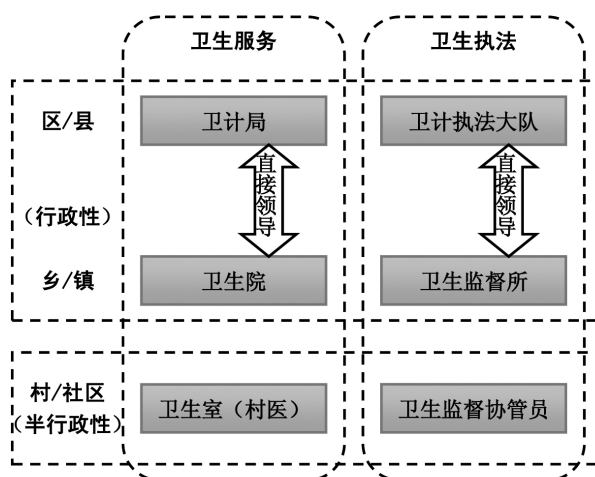 卫生服务 卫生执法
区/县 卫计局 卫计执法大队
直接领导 直接领导
（行政性）
乡/镇 卫生院 卫生监督所
村/社区
（半行政性） 卫生室（村医） 卫生监督协管员